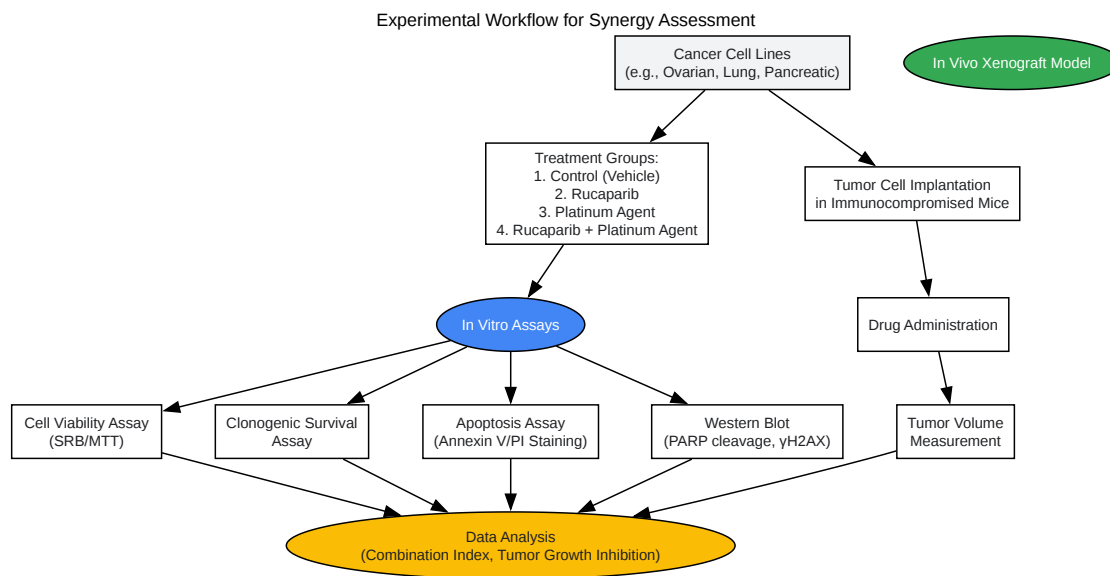 Experimental Workflow for Synergy Assessment
Cancer Cell Lines
(e.g., Ovarian, Lung, Pancreatic)
In Vivo Xenograft Model
Treatment Groups:
1. Control (Vehicle)
2. Rucaparib
3. Platinum Agent
4. Rucaparib + Platinum Agent
Tumor Cell Implantation
in Immunocompromised Mice
In Vitro Assays
Drug Administration
Cell Viability Assay
(SRB/MTT)
Clonogenic Survival
Assay
Apoptosis Assay
(Annexin V/PI Staining)
Western Blot
(PARP cleavage, γH2AX)
Tumor Volume
Measurement
Data Analysis
(Combination Index, Tumor Growth Inhibition)